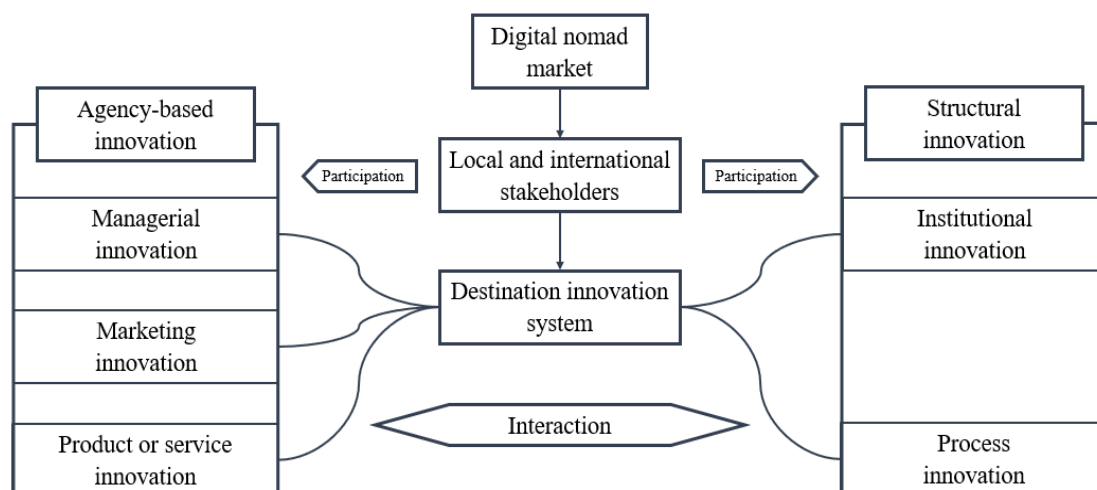 Digital nomad
market
Agency-based
innovation
Structural
innovation
Participation
Local and international
stakeholders
Participation
Managerial
innovation
Institutional
innovation
Destination innovation
system
Marketing
innovation
Interaction
Product or service
innovation
Process
innovation